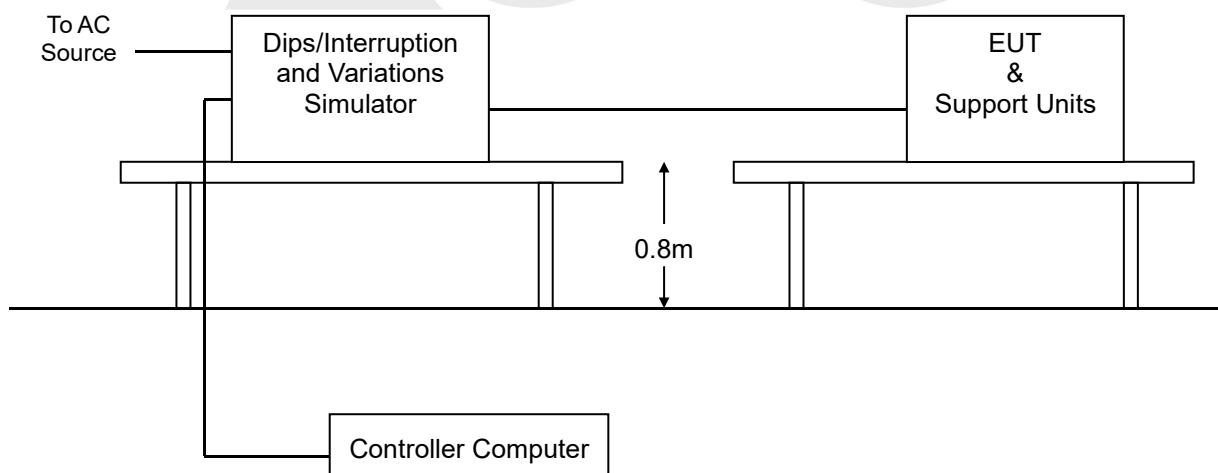 To AC
Source
Dips/Interruption
and Variations
Simulator
EUT
&
Support Units
0.8m
Controller Computer